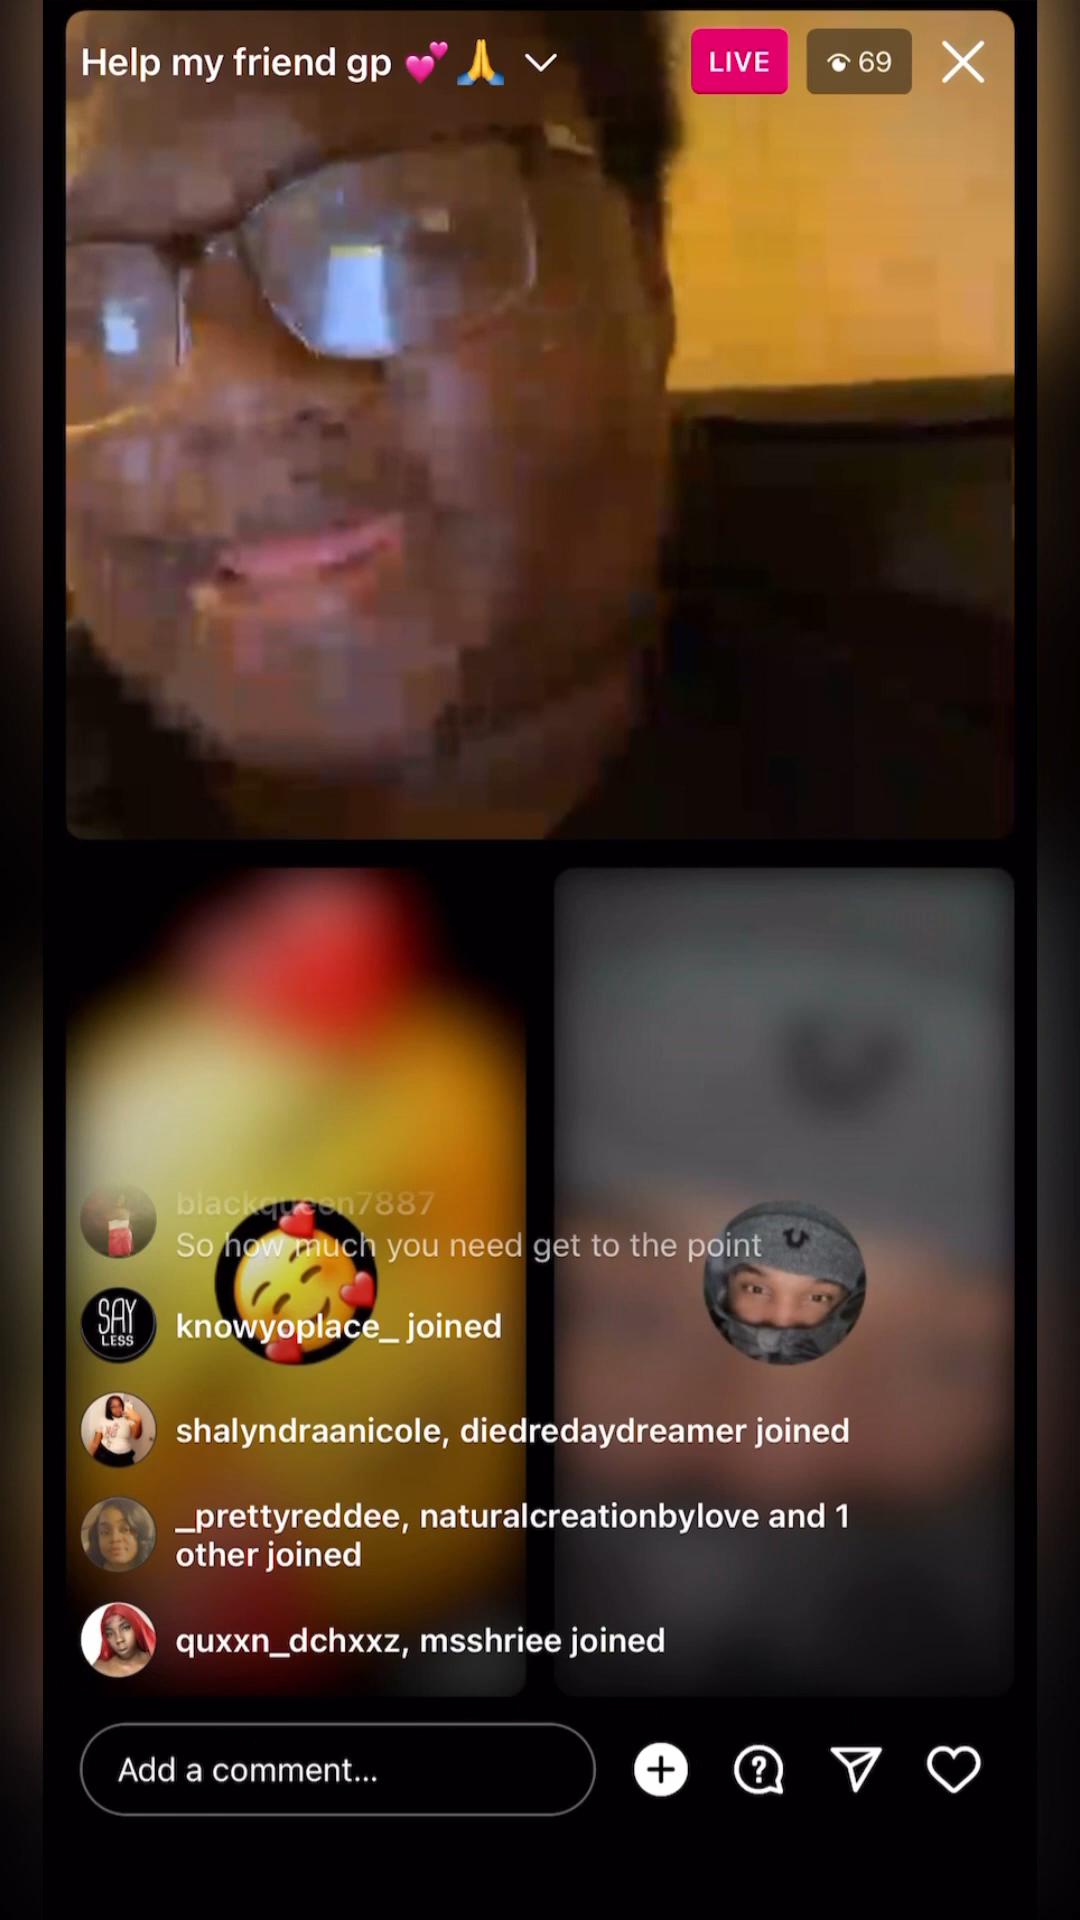 Help my friend gp 💕🙏
LIVE
69
blackqueen7887
So how much you need get to the point
SAY
LESS
knowyoplace_ joined
shalyndraanicole, diedredaydreamer joined
_prettyreddee, naturalcreationbylove and 1
other joined
quxxn_dchxxz, msshriee joined
Add a comment...